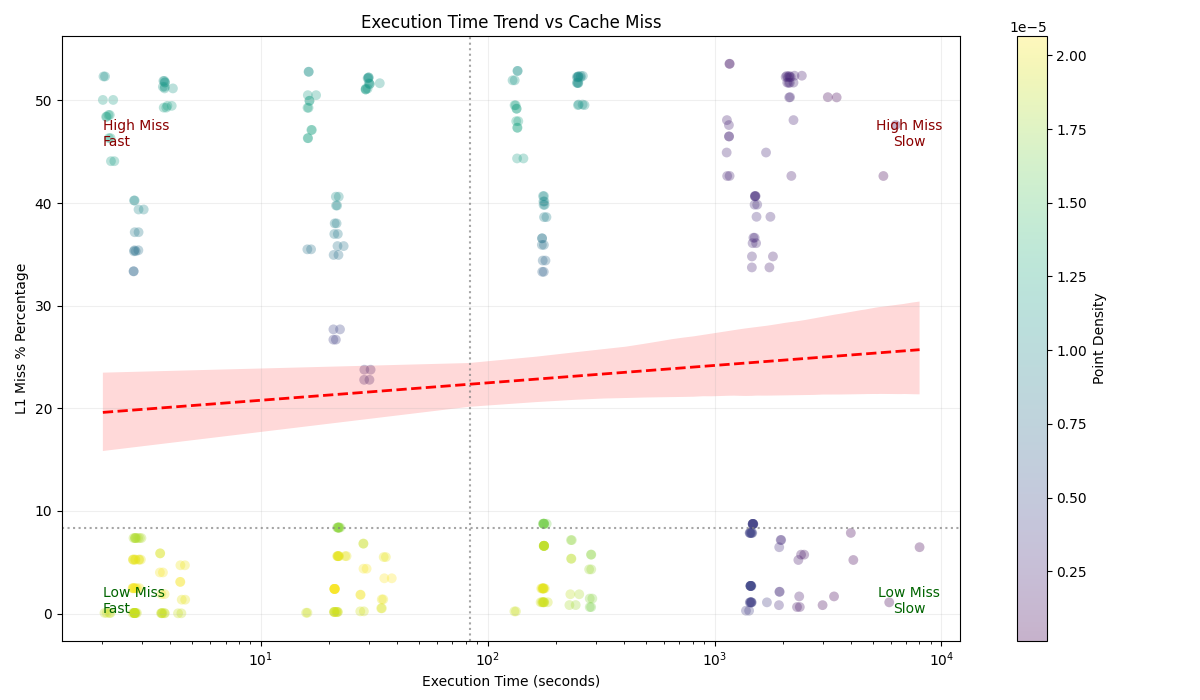 Execution Time Trend vs Cache Miss
1e−5
High Miss
Fast
High Miss
Slow
Low Miss
Fast
Low Miss
Slow
50
40
30
20
10
0
L1 Miss % Percentage
10¹
10²
10³
10⁴
Execution Time (seconds)
2.00
1.75
1.50
1.25
1.00
0.75
0.50
0.25
Point Density